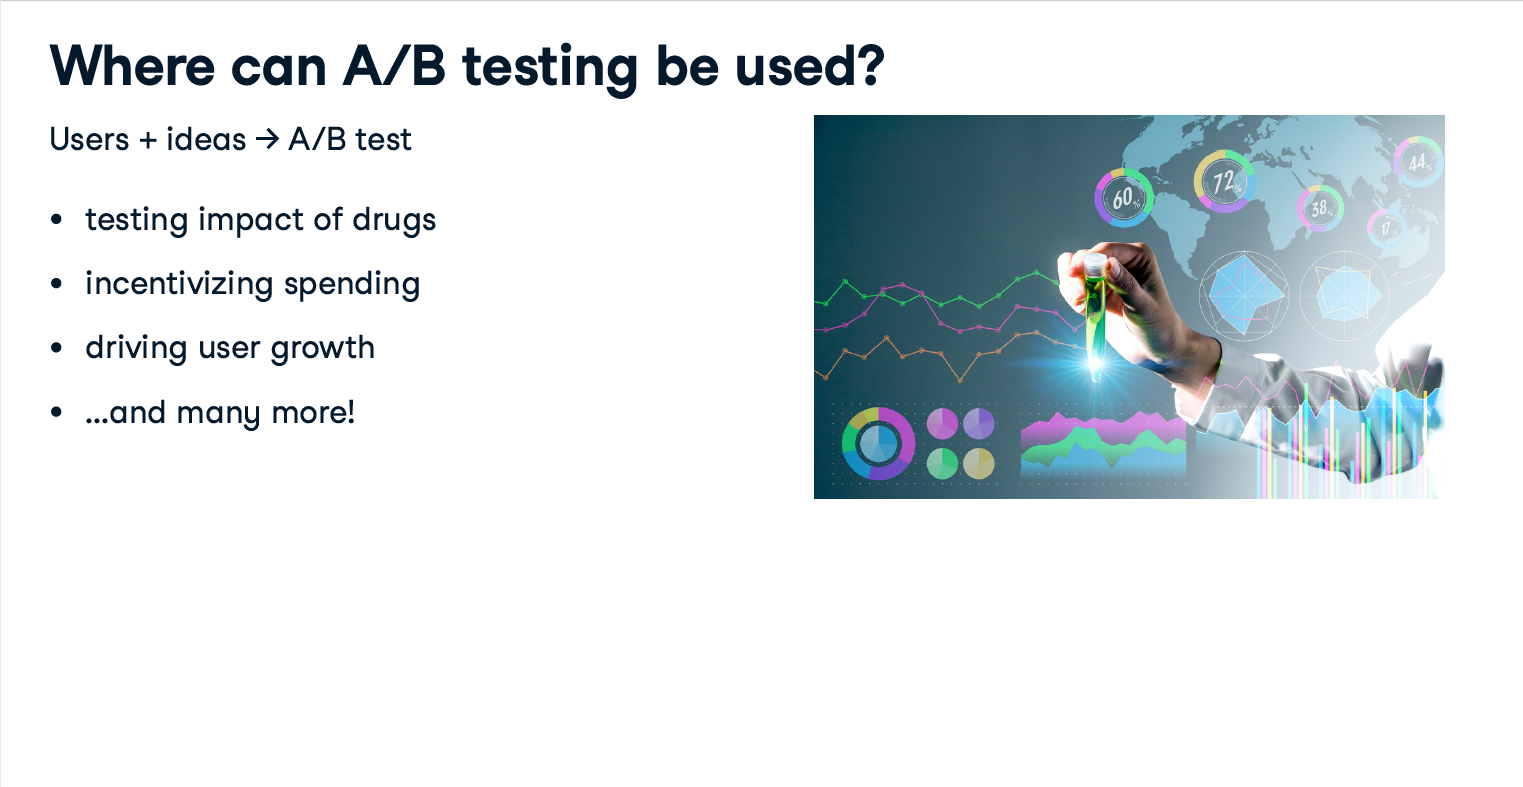 Where can A/B testing be used?
Users + ideas → A/B test
• testing impact of drugs
• incentivizing spending
• driving user growth
• ...and many more!
60%
72%
38%
17%
44%